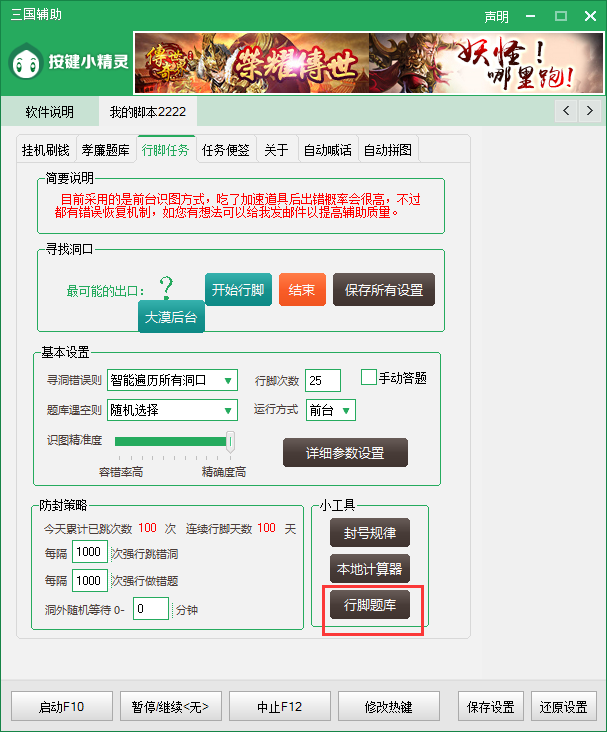 三国辅助
声明
按键小精灵
傳世奇
榮耀傳世
妖怪！
哪里跑！
软件说明
我的脚本2222
挂机刷钱
孝廉题库
行脚任务
任务便签
关于
自动喊话
自动拼图
简要说明
目前采用的是前台识图方式，吃了加速道具后出错概率会很高，不过
都有错误恢复机制，如您有想法可以给我发邮件以提高辅助质量。
寻找洞口
最可能的出口：
?
开始行脚
结束
保存所有设置
大漠后台
基本设置
寻洞错误则
智能遍历所有洞口
行脚次数
25
手动答题
题库遇空则
随机选择
运行方式
前台
识图精准度
容错率高
精确度高
详细参数设置
防封策略
今天累计已跳次数 100 次 连续行脚天数 100 天
每隔 1000 次强行跳错洞
每隔 1000 次强行做错题
洞外随机等待 0- 0 分钟
小工具
封号规律
本地计算器
行脚题库
启动F10
暂停/继续<无>
中止F12
修改热键
保存设置
还原设置